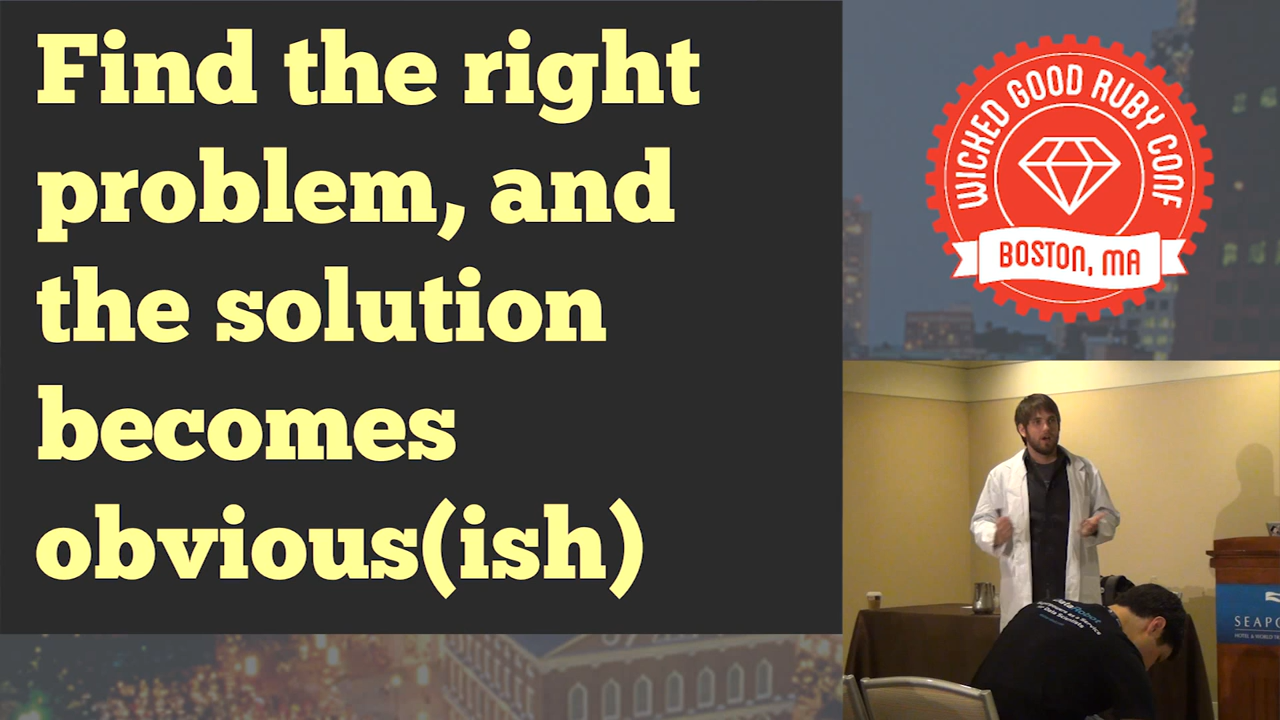 Find the right
problem, and
the solution
becomes
obvious(ish)
WICKED GOOD RUBY CONF
BOSTON, MA
SEAPO